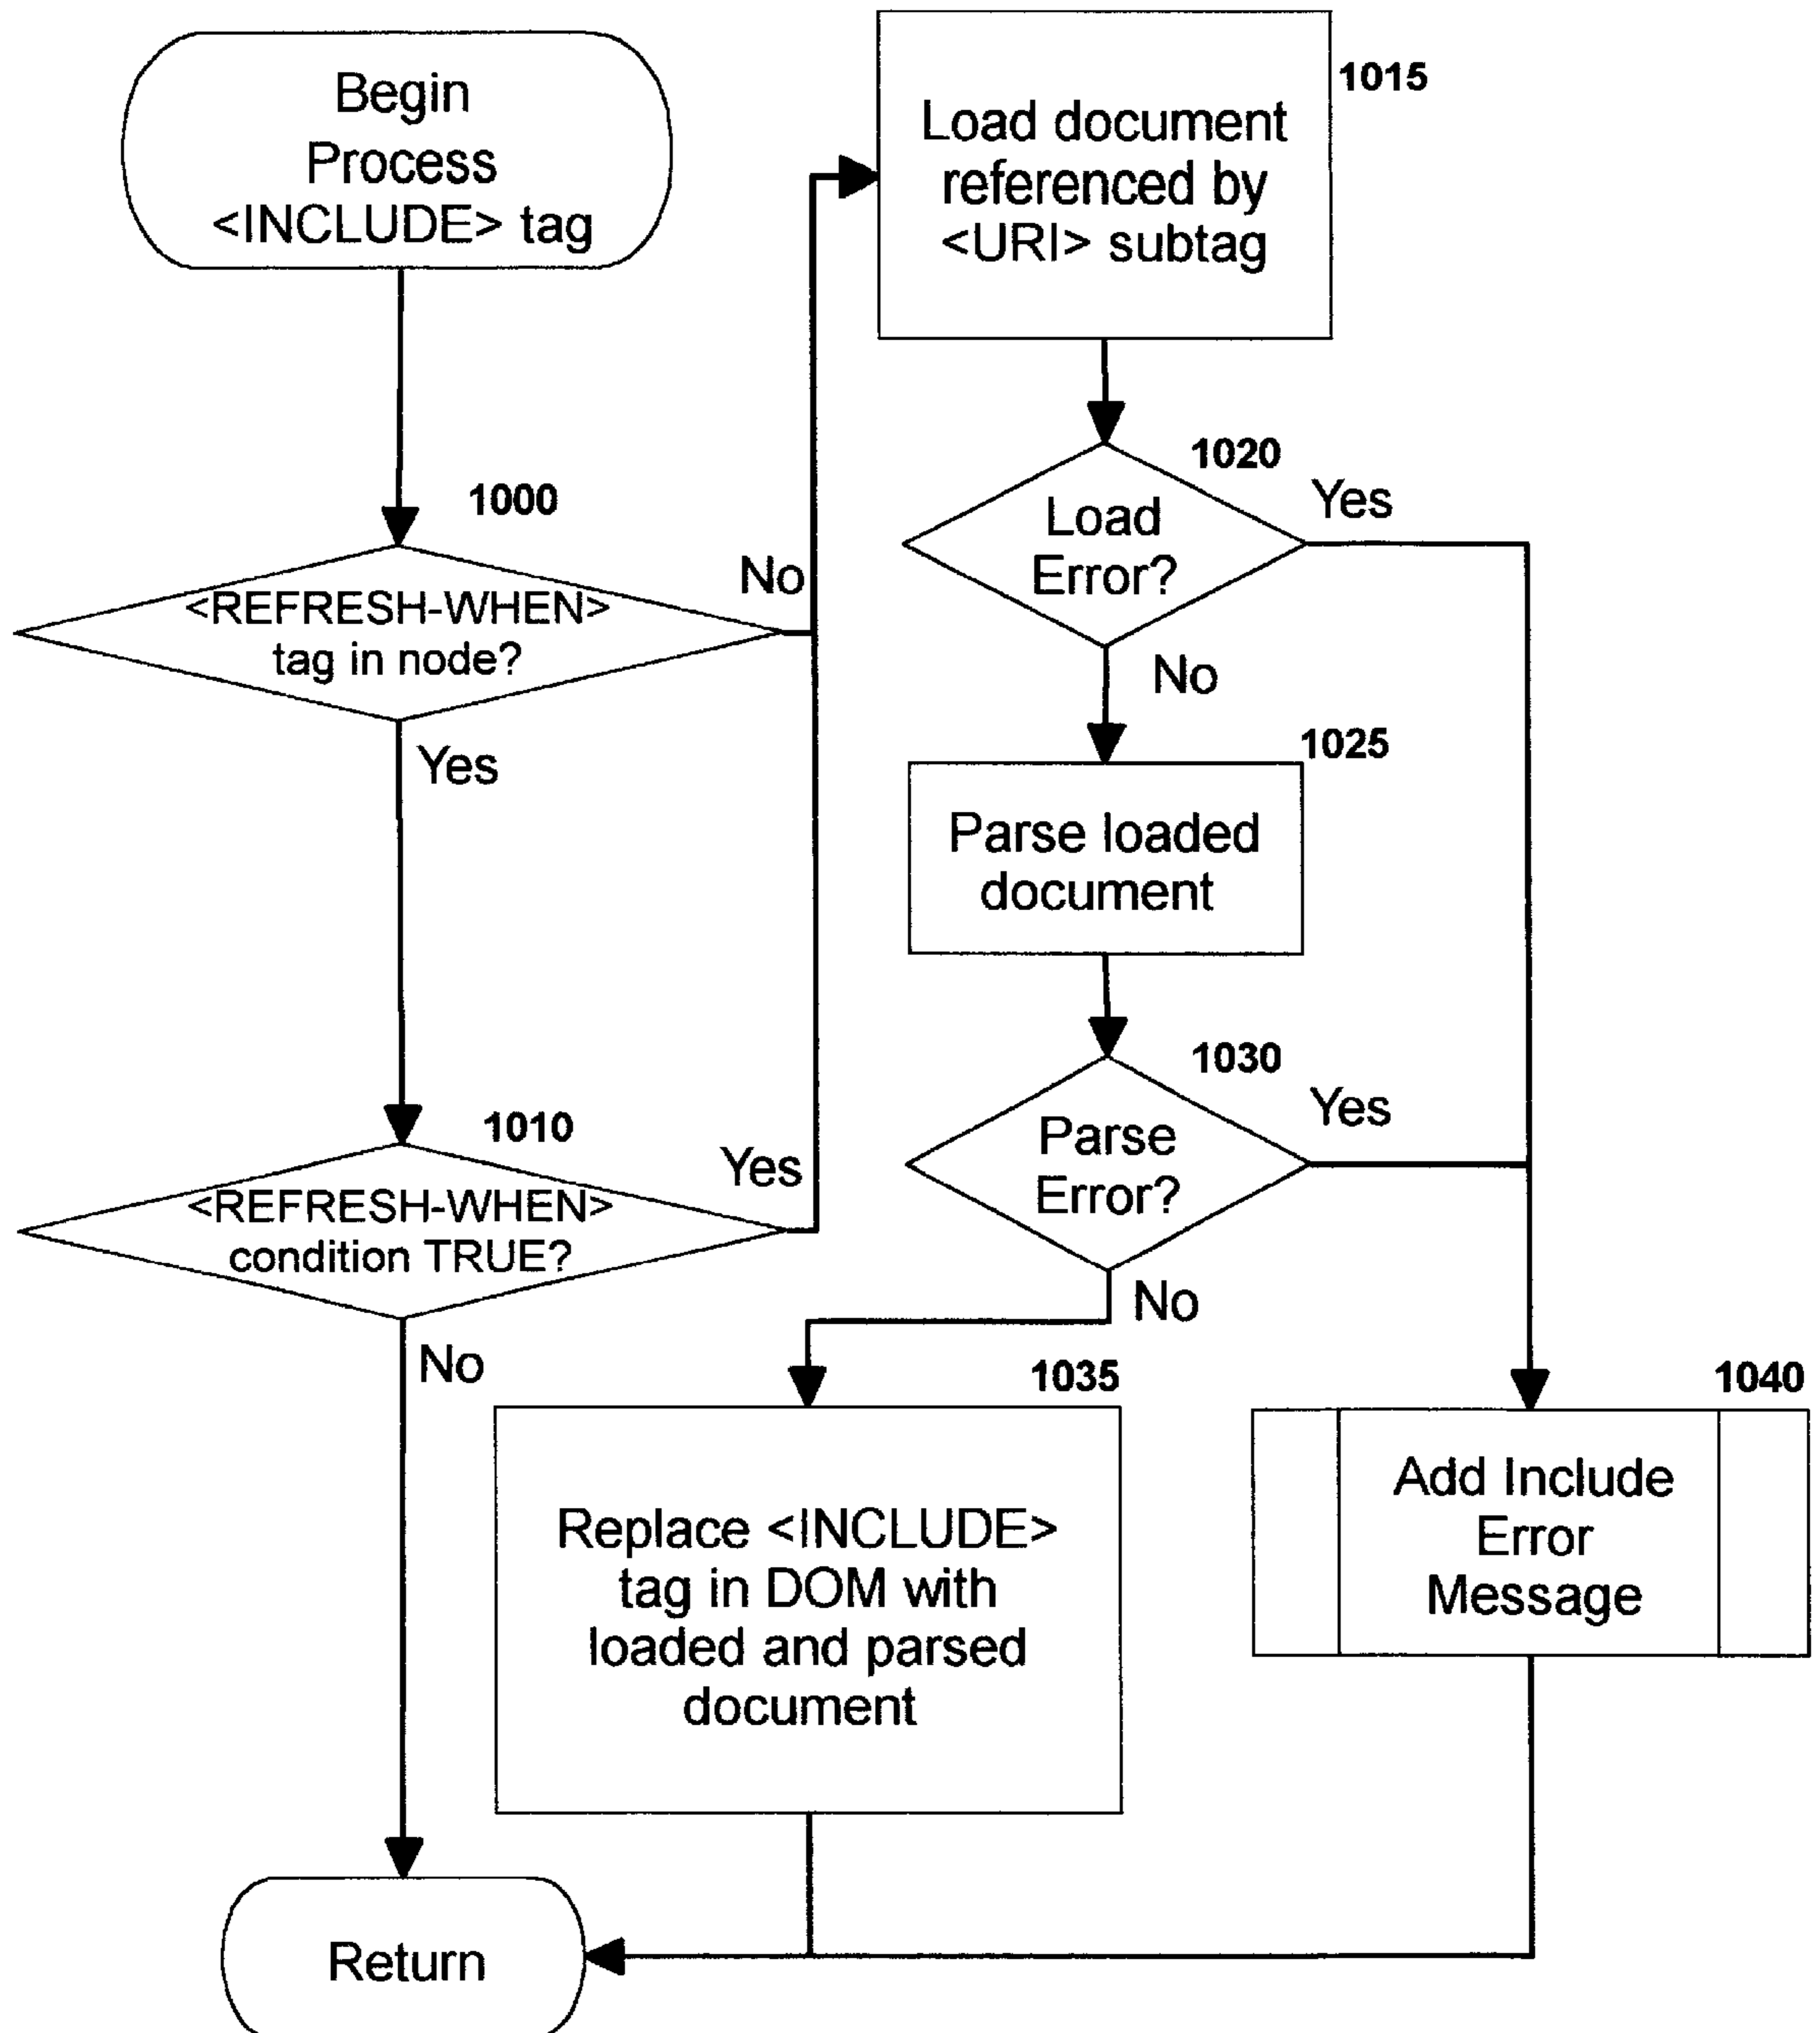 Begin
Process
<INCLUDE> tag
1000
<REFRESH-WHEN>
tag in node?
No
Yes
1010
<REFRESH-WHEN>
condition TRUE?
Yes
No
1015
Load document
referenced by
<URI> subtag
1020
Load
Error?
Yes
No
1025
Parse loaded
document
1030
Parse
Error?
Yes
No
1035
Replace <INCLUDE>
tag in DOM with
loaded and parsed
document
1040
Add Include
Error
Message
Return